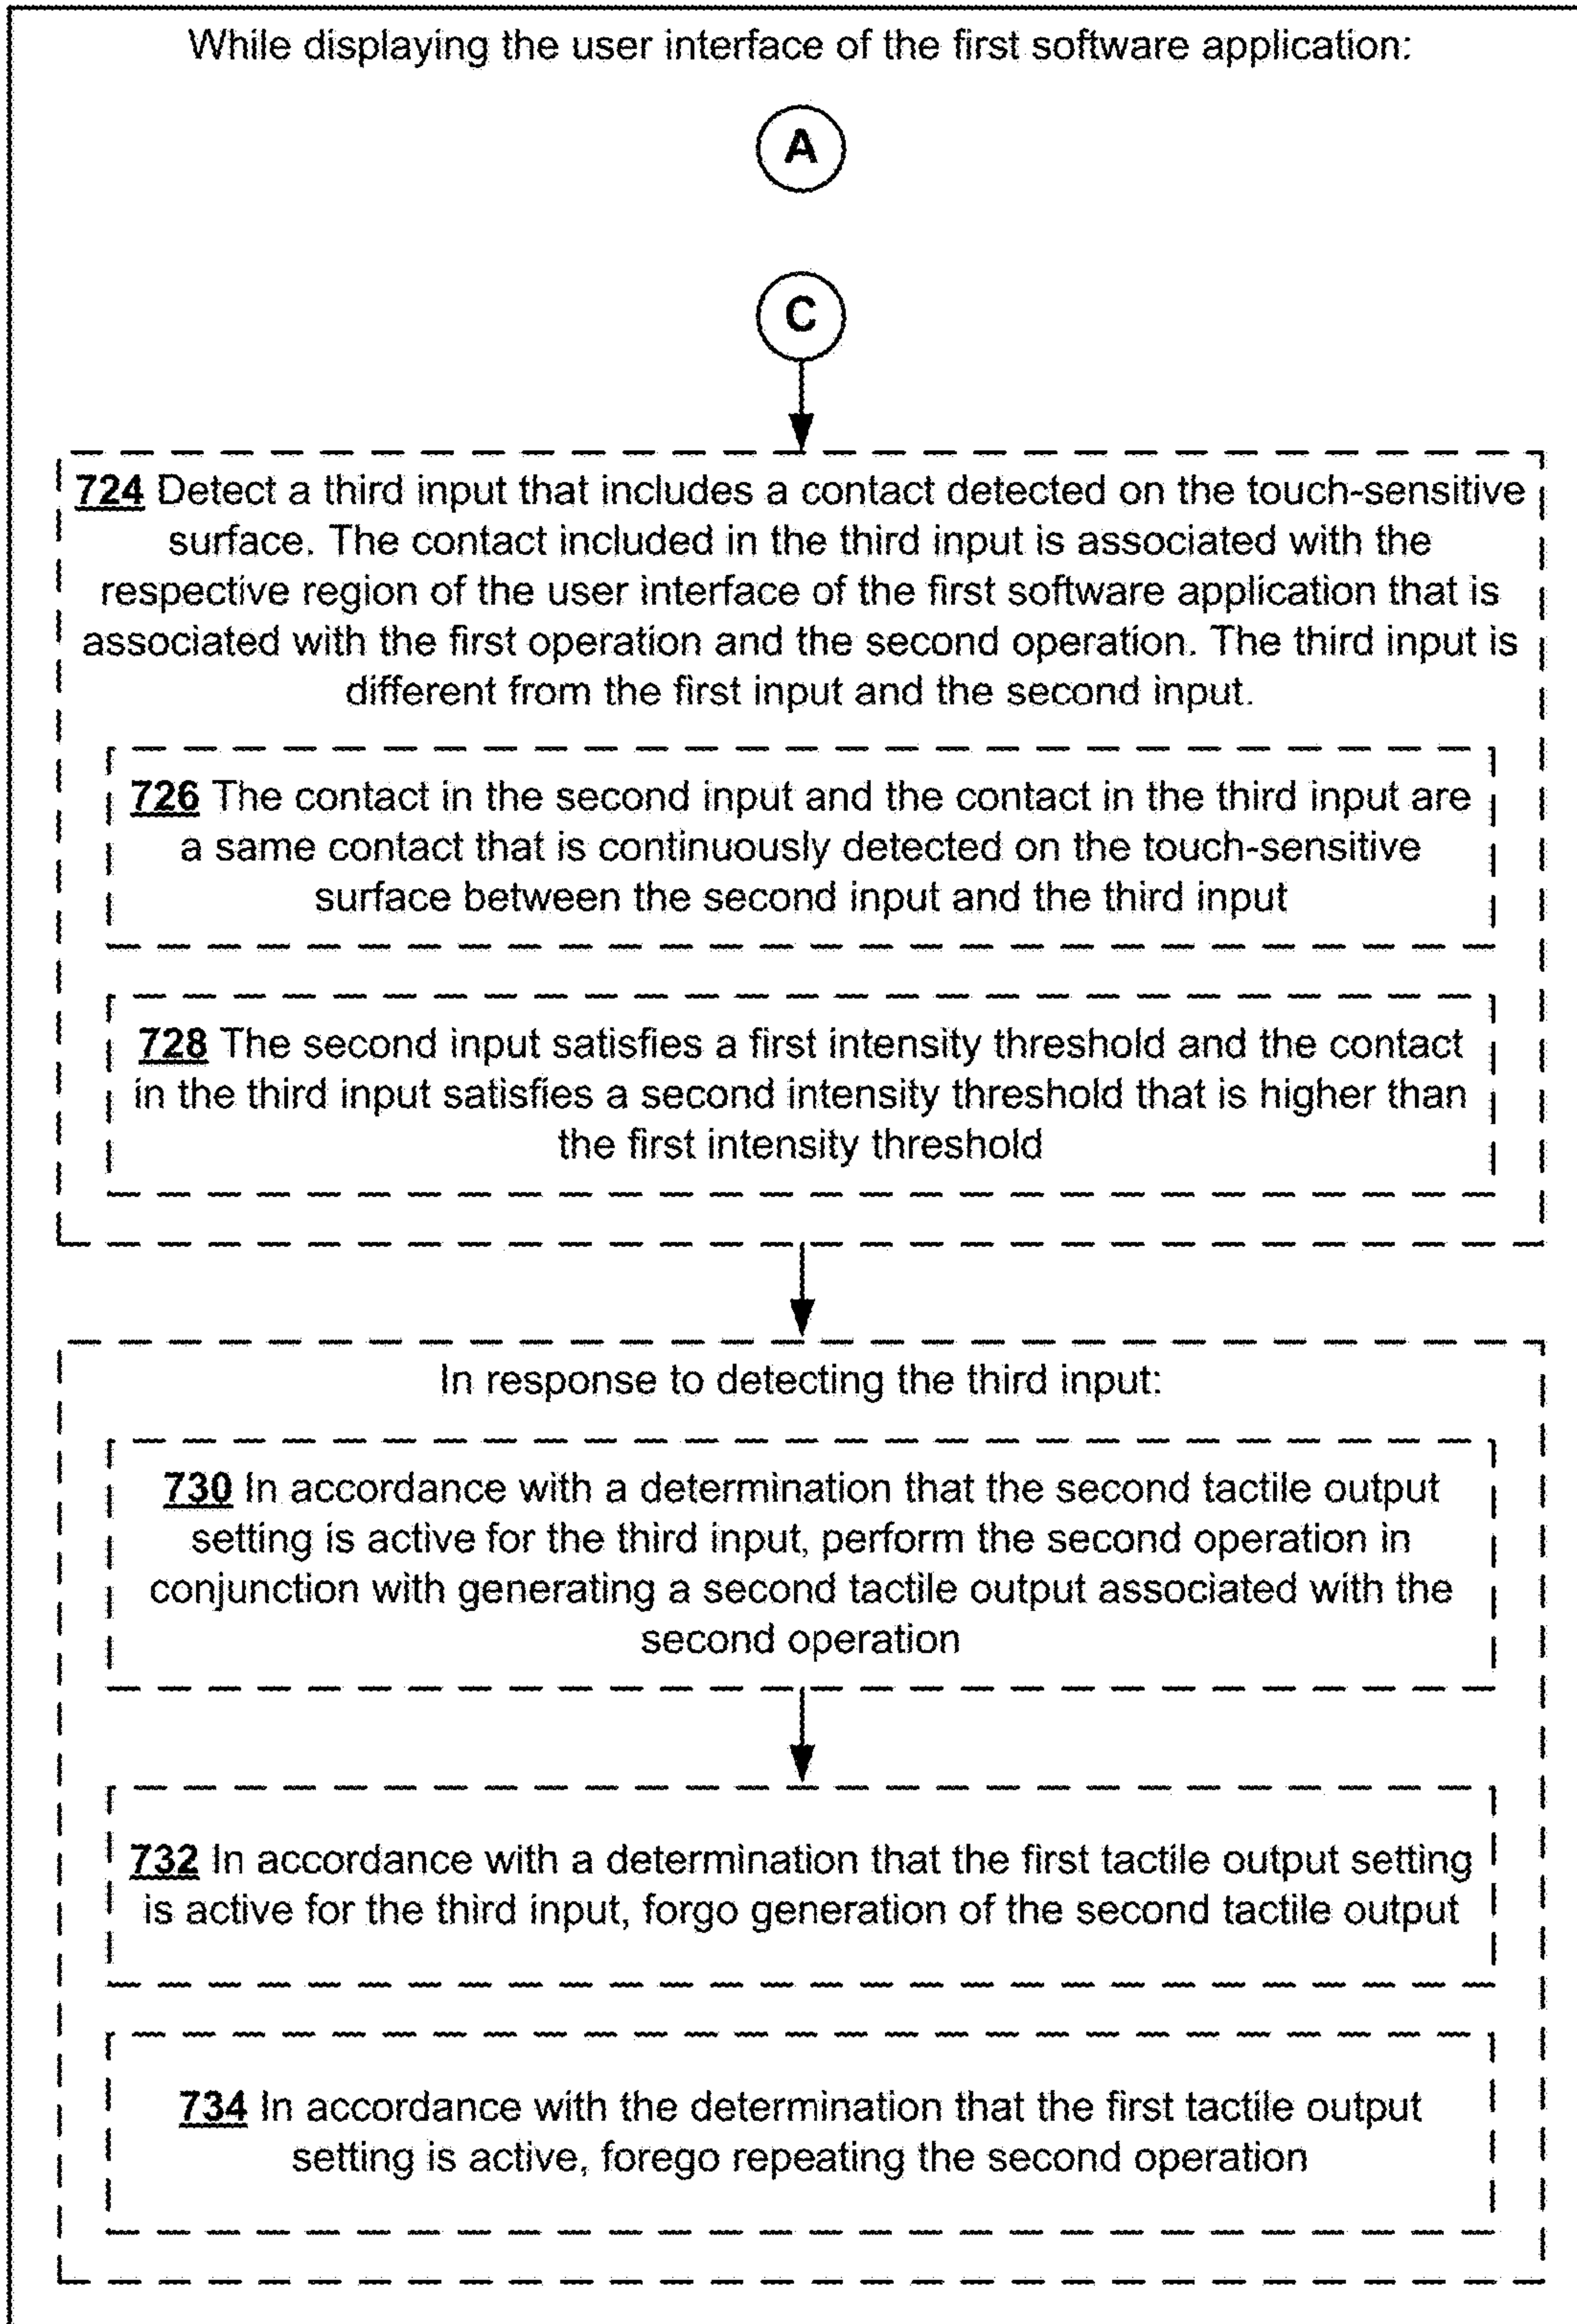 While displaying the user interface of the first software application:
A
C
724 Detect a third input that includes a contact detected on the touch-sensitive
surface. The contact included in the third input is associated with the
respective region of the user interface of the first software application that is
associated with the first operation and the second operation. The third input is
different from the first input and the second input.
726 The contact in the second input and the contact in the third input are
a same contact that is continuously detected on the touch-sensitive
surface between the second input and the third input
728 The second input satisfies a first intensity threshold and the contact
in the third input satisfies a second intensity threshold that is higher than
the first intensity threshold
In response to detecting the third input:
730 In accordance with a determination that the second tactile output
setting is active for the third input, perform the second operation in
conjunction with generating a second tactile output associated with the
second operation
732 In accordance with a determination that the first tactile output setting
is active for the third input, forgo generation of the second tactile output
734 In accordance with the determination that the first tactile output
setting is active, forego repeating the second operation